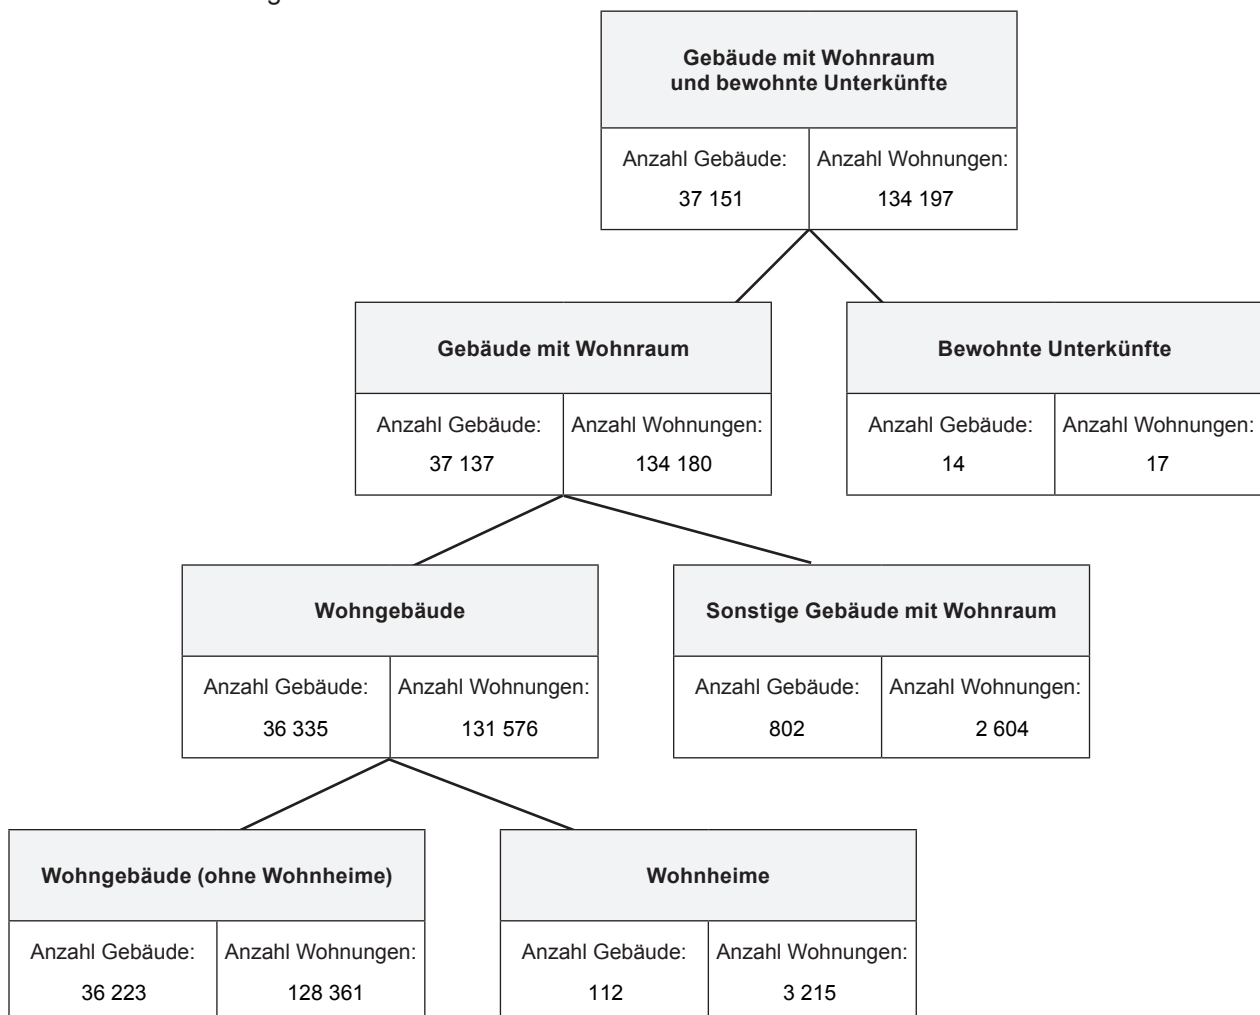 Gebäude mit Wohnraum
und bewohnte Unterkünfte
Anzahl Gebäude: Anzahl Wohnungen:
37 151 134 197
Gebäude mit Wohnraum
Anzahl Gebäude: Anzahl Wohnungen:
37 137 134 180
Bewohnte Unterkünfte
Anzahl Gebäude: Anzahl Wohnungen:
14 17
Wohngebäude
Anzahl Gebäude: Anzahl Wohnungen:
36 335 131 576
Sonstige Gebäude mit Wohnraum
Anzahl Gebäude: Anzahl Wohnungen:
802 2 604
Wohngebäude (ohne Wohnheime)
Anzahl Gebäude: Anzahl Wohnungen:
36 223 128 361
Wohnheime
Anzahl Gebäude: Anzahl Wohnungen:
112 3 215